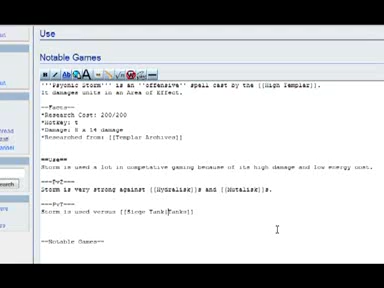 Use
Notable Games
'''Psyonic Storm''' is an ''offensive'' spell cast by the [[High Templar]].
It damages units in an Area of Effect.
==Facts==
*Research Cost: 200/200
*Hotkey: t
*Damage: 8 x 14 damage
*Researched from: [[Templar Archives]]
==Use==
Storm is used a lot in competative gaming because of its high damage and low energy cost.
===PvZ===
Storm is very strong against [[Hydralisk]]s and [[Mutalisk]]s.
===PvT===
Storm is used versus [[Siege Tank|Tanks]]
==Notable Games==